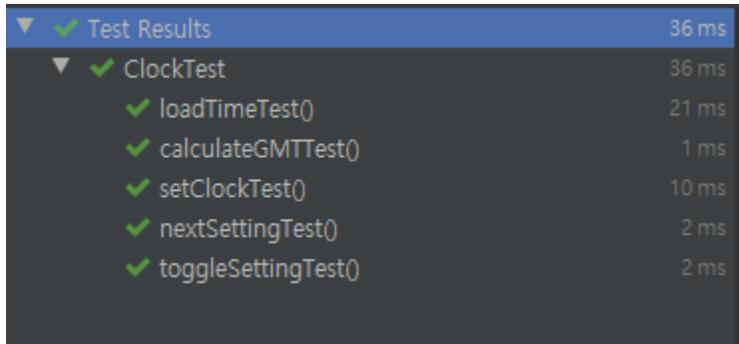 Test Results 36 ms
ClockTest 36 ms
loadTimeTest() 21 ms
calculateGMTTest() 1 ms
setClockTest() 10 ms
nextSettingTest() 2 ms
toggleSettingTest() 2 ms